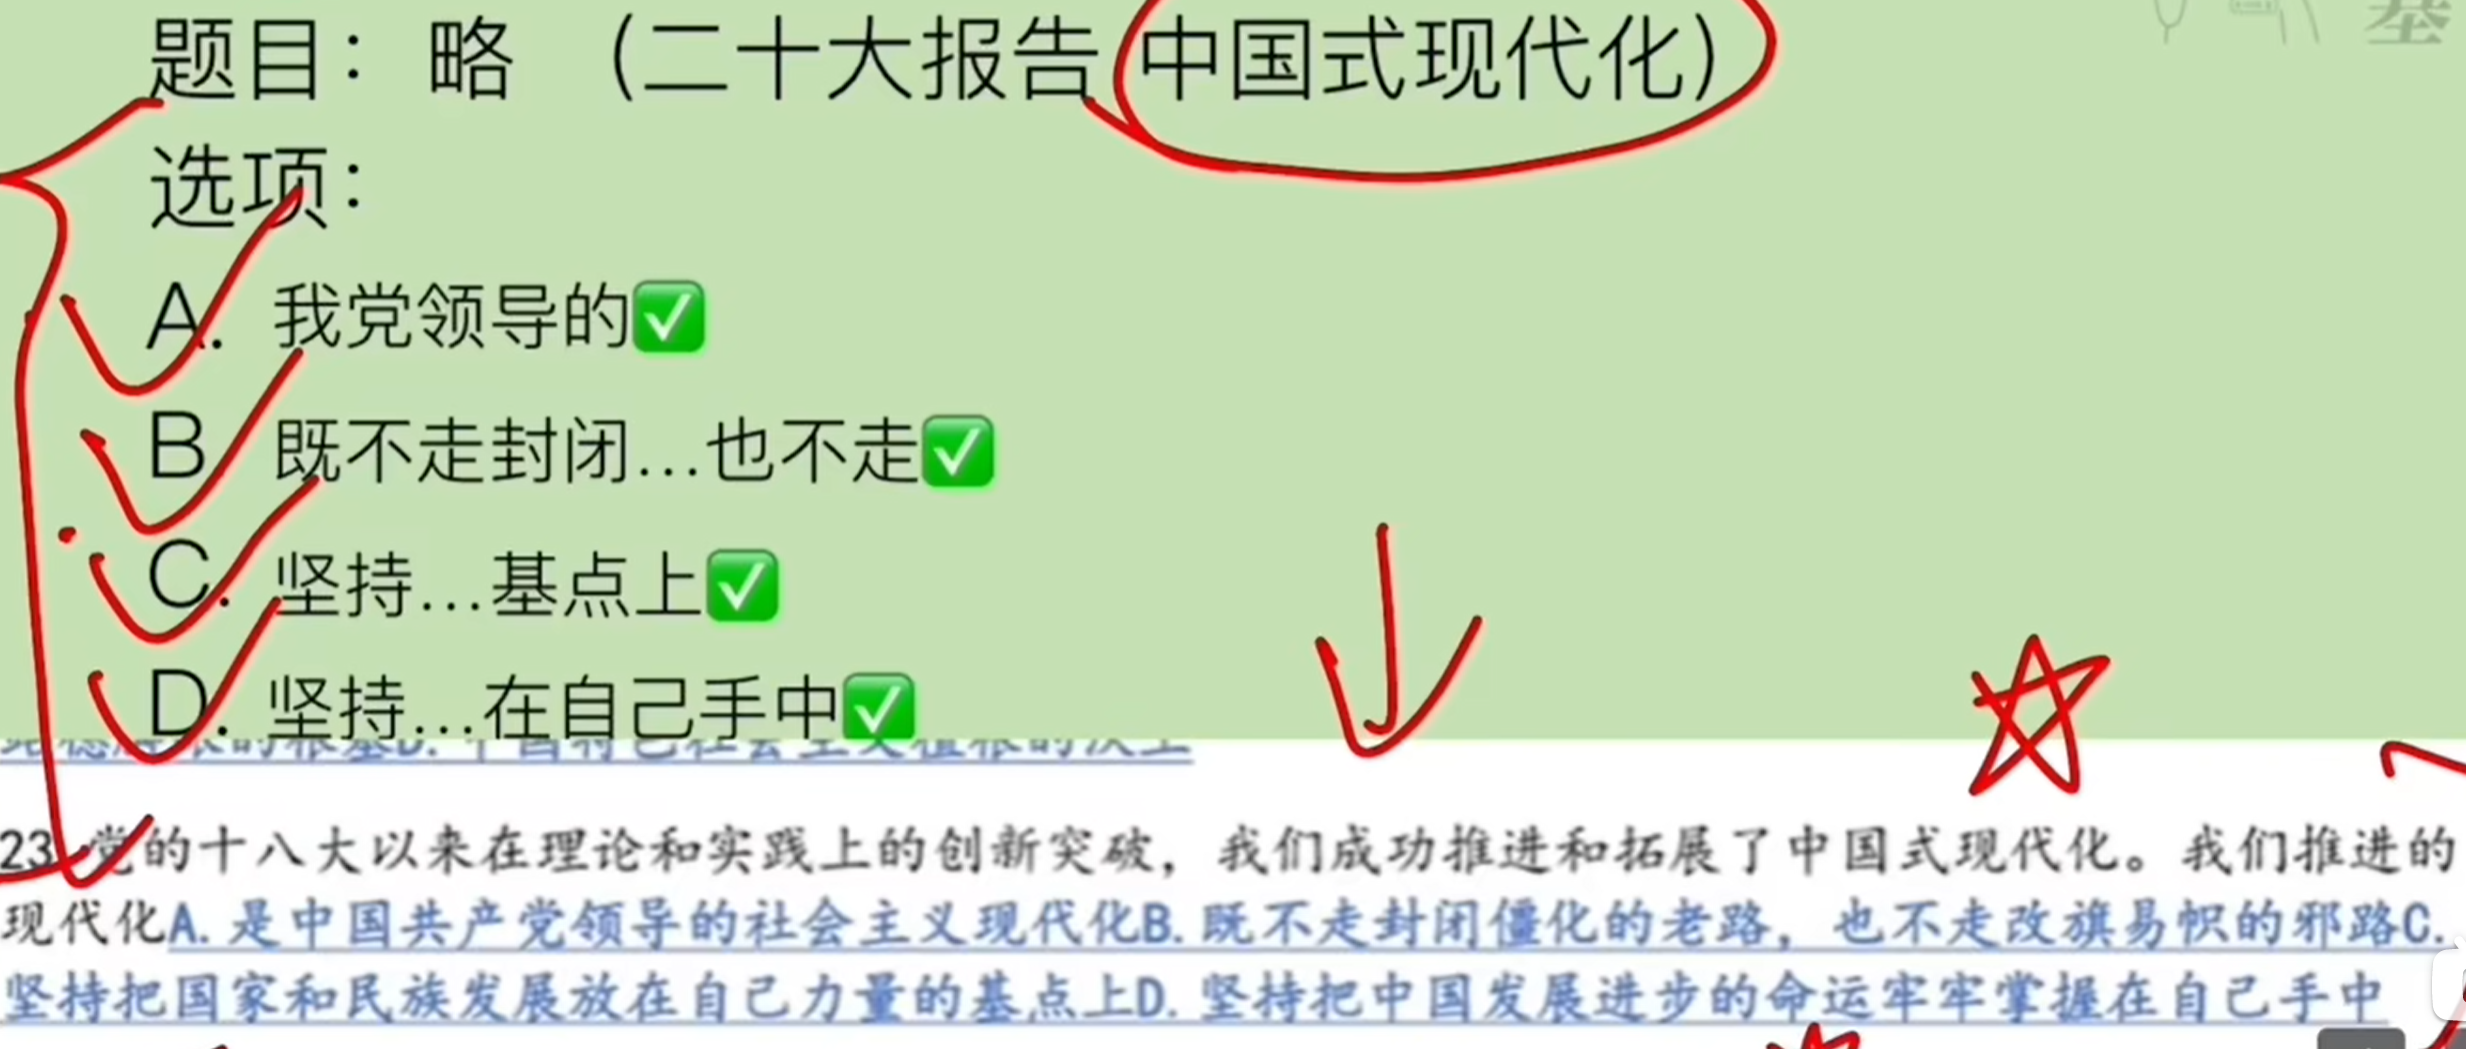 题目：略 （二十大报告 中国式现代化）
选项：
A. 我党领导的✅
B. 既不走封闭…也不走✅
C. 坚持…基点上✅
D. 坚持…在自己手中✅
23 党的十八大以来在理论和实践上的创新突破，我们成功推进和拓展了中国式现代化。我们推进的
现代化A. 是中国共产党领导的社会主义现代化B. 既不走封闭僵化的老路，也不走改旗易帜的邪路C.
坚持把国家和民族发展放在自己力量的基点上D. 坚持把中国发展进步的命运牢牢掌握在自己手中